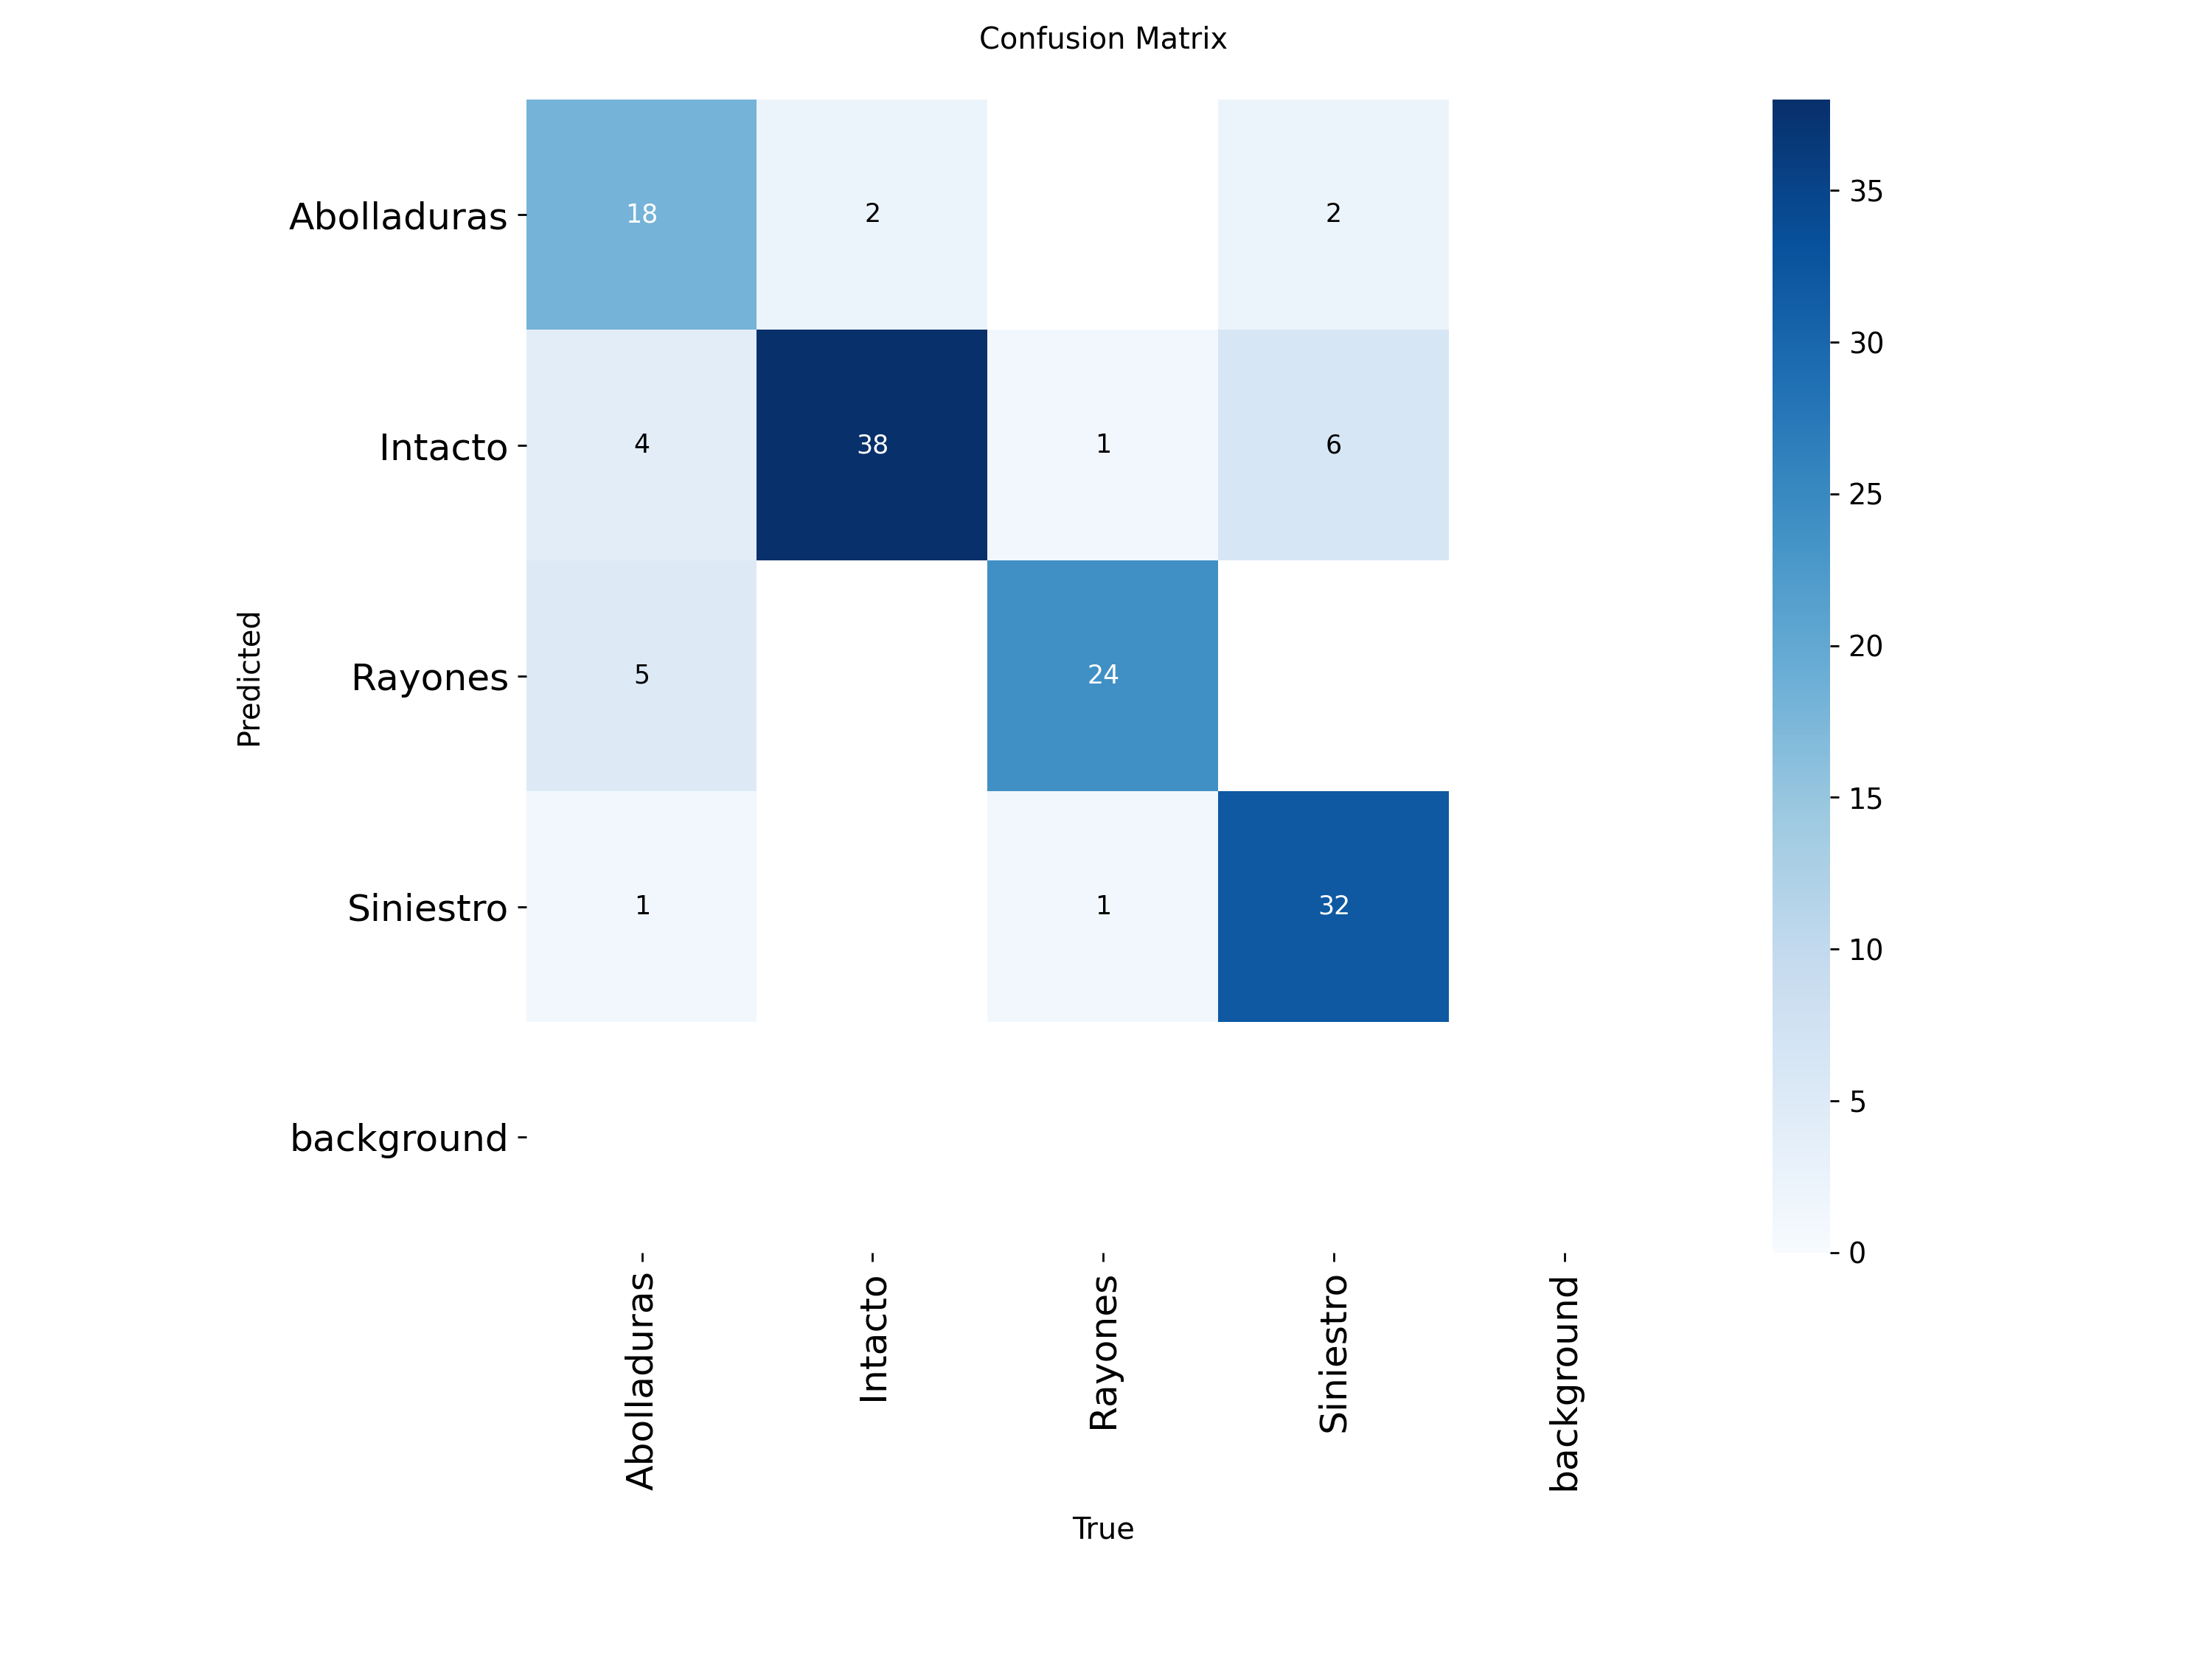 Confusion Matrix
Predicted
Abolladuras 18 2 2
Intacto 4 38 1 6
Rayones 5 24
Siniestro 1 1 32
background
Abolladuras Intacto Rayones Siniestro background
True
35
30
25
20
15
10
5
0